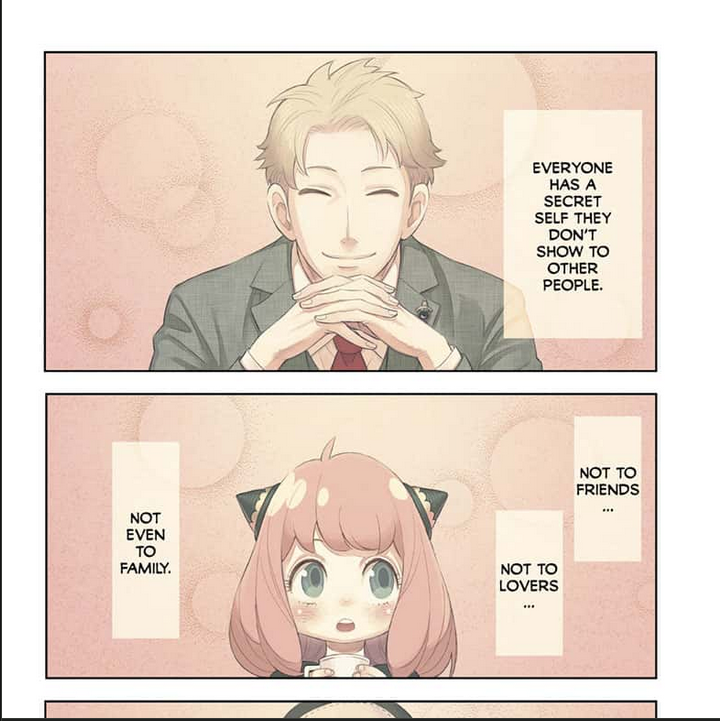 EVERYONE
HAS A
SECRET
SELF THEY
DON'T
SHOW TO
OTHER
PEOPLE.
NOT TO
FRIENDS
...
NOT TO
LOVERS
...
NOT
EVEN
TO
FAMILY.